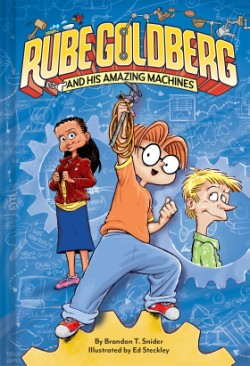 RUBE GOLDBERG
AND HIS AMAZING MACHINES
By Brandon T. Snider
Illustrated by Ed Steckley